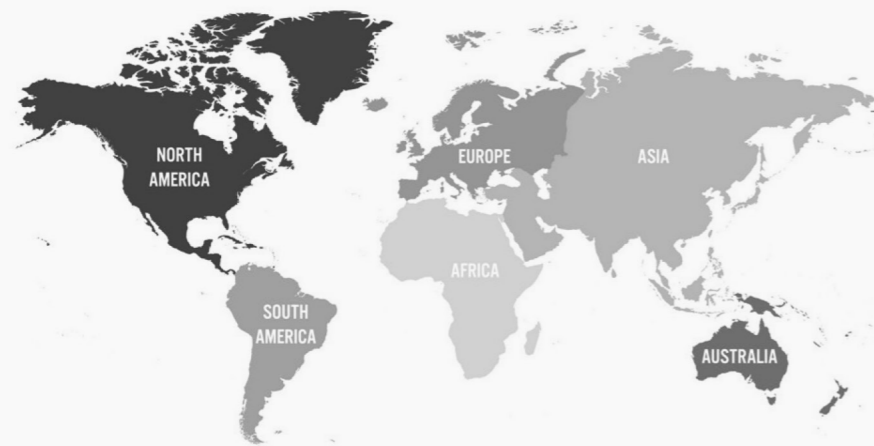 NORTH
AMERICA
EUROPE
ASIA
AFRICA
SOUTH
AMERICA
AUSTRALIA